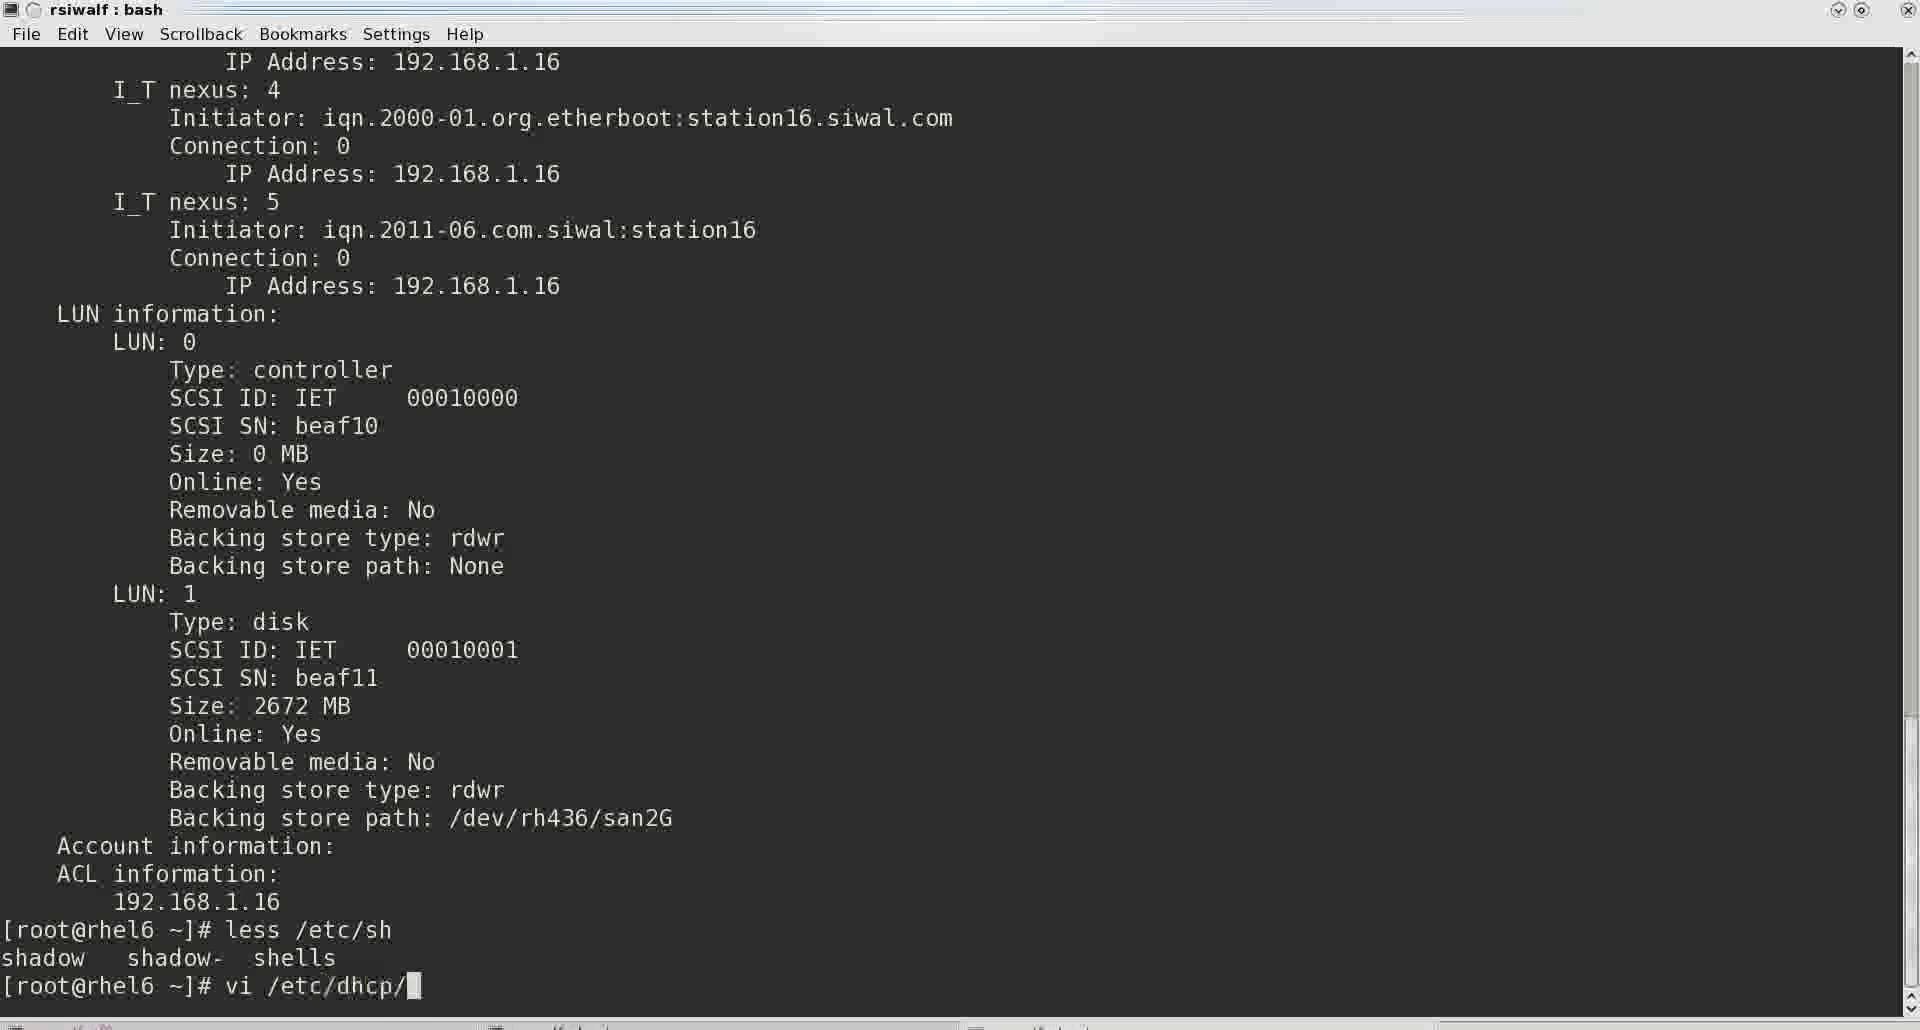 rsiwalf : bash
File Edit View Scrollback Bookmarks Settings Help
IP Address: 192.168.1.16
I_T nexus: 4
Initiator: iqn.2000-01.org.etherboot:station16.siwal.com
Connection: 0
IP Address: 192.168.1.16
I_T nexus: 5
Initiator: iqn.2011-06.com.siwal:station16
Connection: 0
IP Address: 192.168.1.16
LUN information:
LUN: 0
Type: controller
SCSI ID: IET     00010000
SCSI SN: beaf10
Size: 0 MB
Online: Yes
Removable media: No
Backing store type: rdwr
Backing store path: None
LUN: 1
Type: disk
SCSI ID: IET     00010001
SCSI SN: beaf11
Size: 2672 MB
Online: Yes
Removable media: No
Backing store type: rdwr
Backing store path: /dev/rh436/san2G
Account information:
ACL information:
192.168.1.16
[root@rhel6 ~]# less /etc/sh
shadow   shadow-  shells
[root@rhel6 ~]# vi /etc/dhcp/